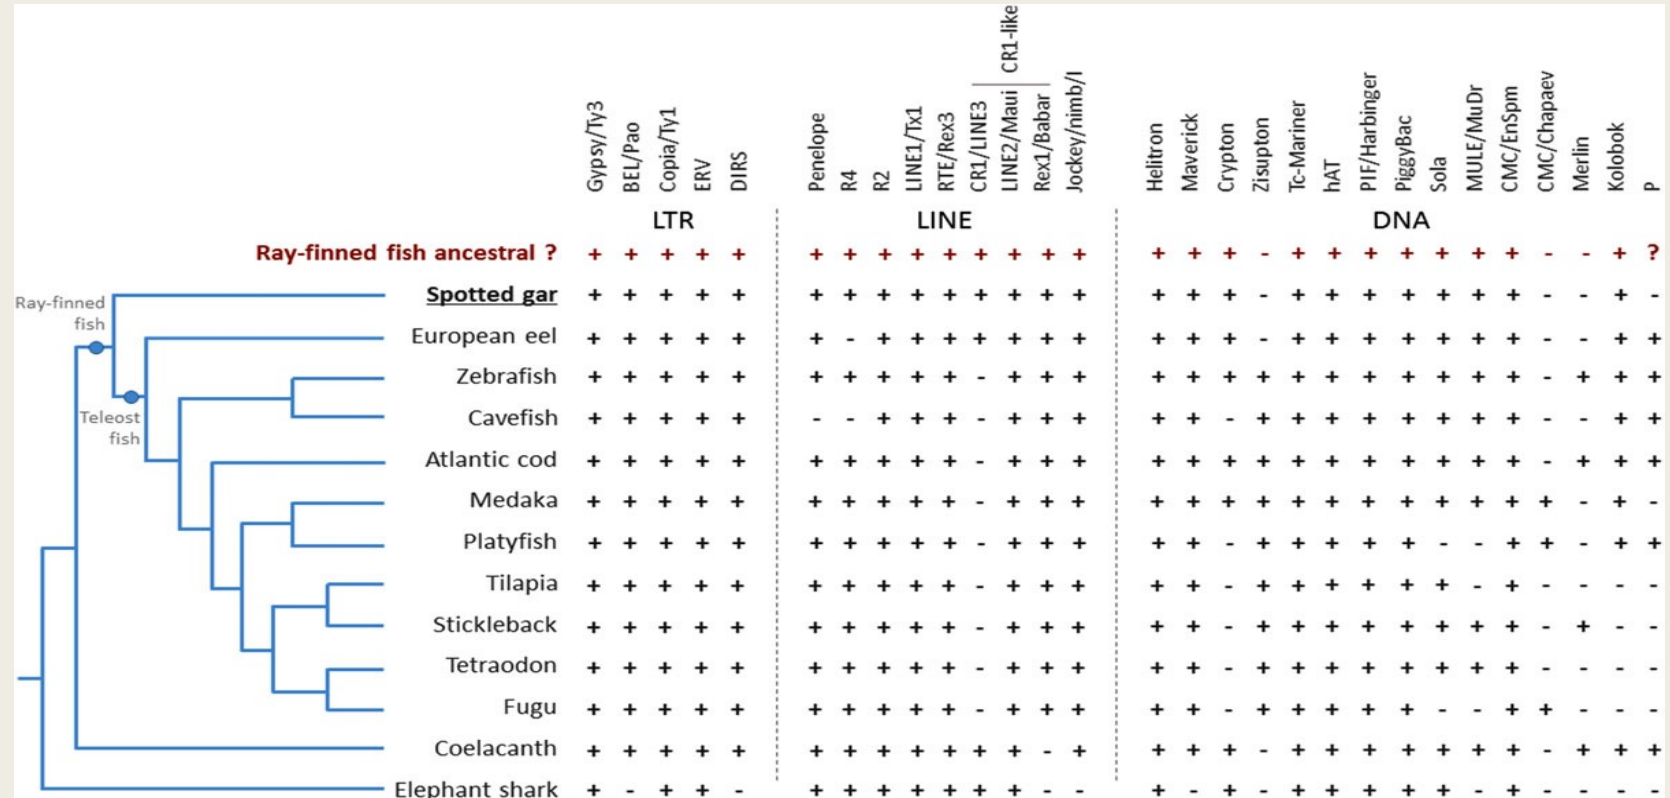 CR1-like
Gypsy/Ty3
BEL/Pao
Copia/Ty1
ERV
DIRS
Penelope
R4
R2
LINE1/Tx1
RTE/Rex3
CR1/LINE3
LINE2/Maui
Rex1/Babar
Jockey/nimb/I
Helitron
Maverick
Crypton
Zisupton
Tc-Mariner
hAT
PIF/Harbinger
PiggyBac
Sola
MULE/MuDr
CMC/EnSpm
CMC/Chapaev
Merlin
Kolobok
P
LTR LINE DNA
Ray-finned fish ancestral ? + + + + + + + + + + + + + + + + + - + + + + + + + - - + ?
Ray-finned
fish
Spotted gar + + + + + + + + + + + + + + + + + - + + + + + + + - - + -
European eel + + + + + + - + + + + + + + + + + - + + + + + + + - - + +
Zebrafish + + + + + + + + + + - + + + + + + + + + + + + + + - + + +
Teleost
fish
Cavefish + + + + + - - + + + - + + + + + - + + + + + + + + - - + +
Atlantic cod + + + + + + + + + + - + + + + + + + + + + + + + + - + + +
Medaka + + + + + + + + + + - + + + + + + + + + + + + + + + - + -
Platyfish + + + + + + + + + + - + + + + + - + + + + + - - + + - + +
Tilapia + + + + + + + + + + - + + + + + - + + + + + + - + - - - -
Stickleback + + + + + + + + + + - + + + + + - + + + + + + + + - + - -
Tetraodon + + + + + + + + + + - + + + + + - + + + + + + + + - - - -
Fugu + + + + + + + + + + - + + + + + - + + + + + - - + + - - -
Coelacanth + + + + + + + + + + + + - + + + + - + + + + + + + - + + +
Elephant shark + - + + - + + + + + + + - - + - + - + + + + + - + - - - -